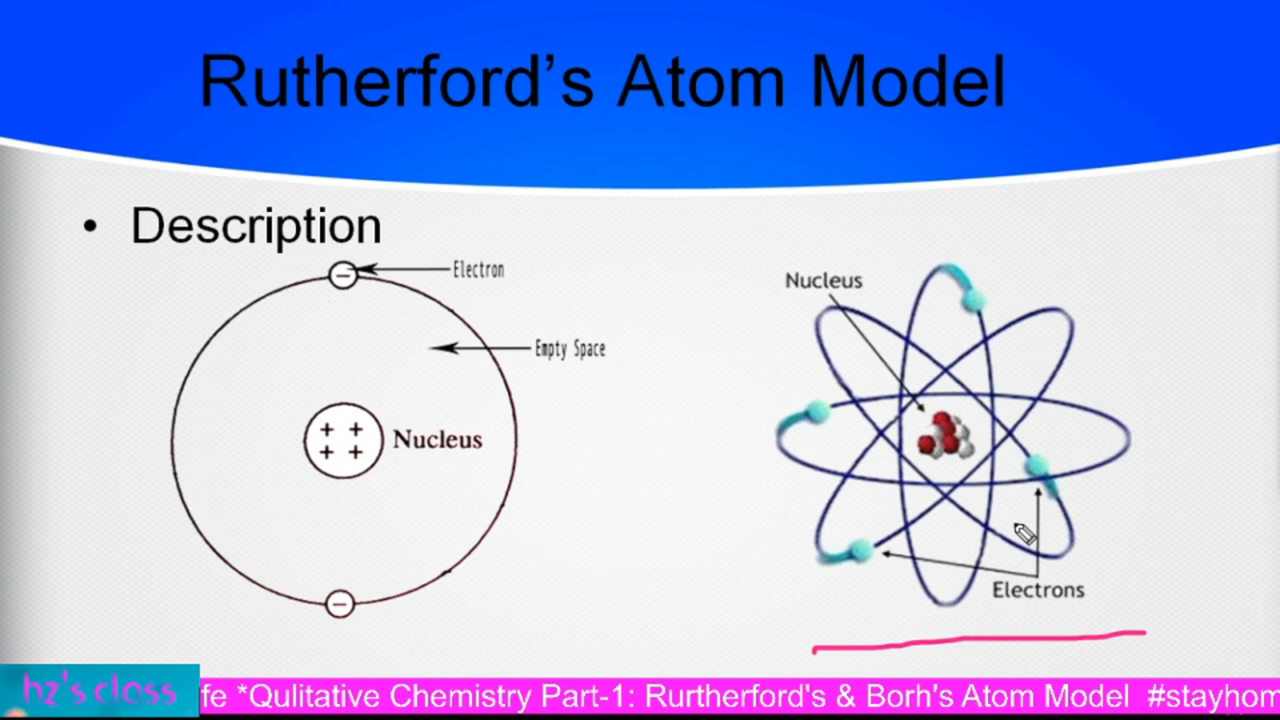 Rutherford's Atom Model
• Description
Electron
Empty Space
+ +
+ +
Nucleus
Nucleus
Electrons
hz's class
fe *Qulitative Chemistry Part-1: Rurtherford's & Borh's Atom Model #stayhom